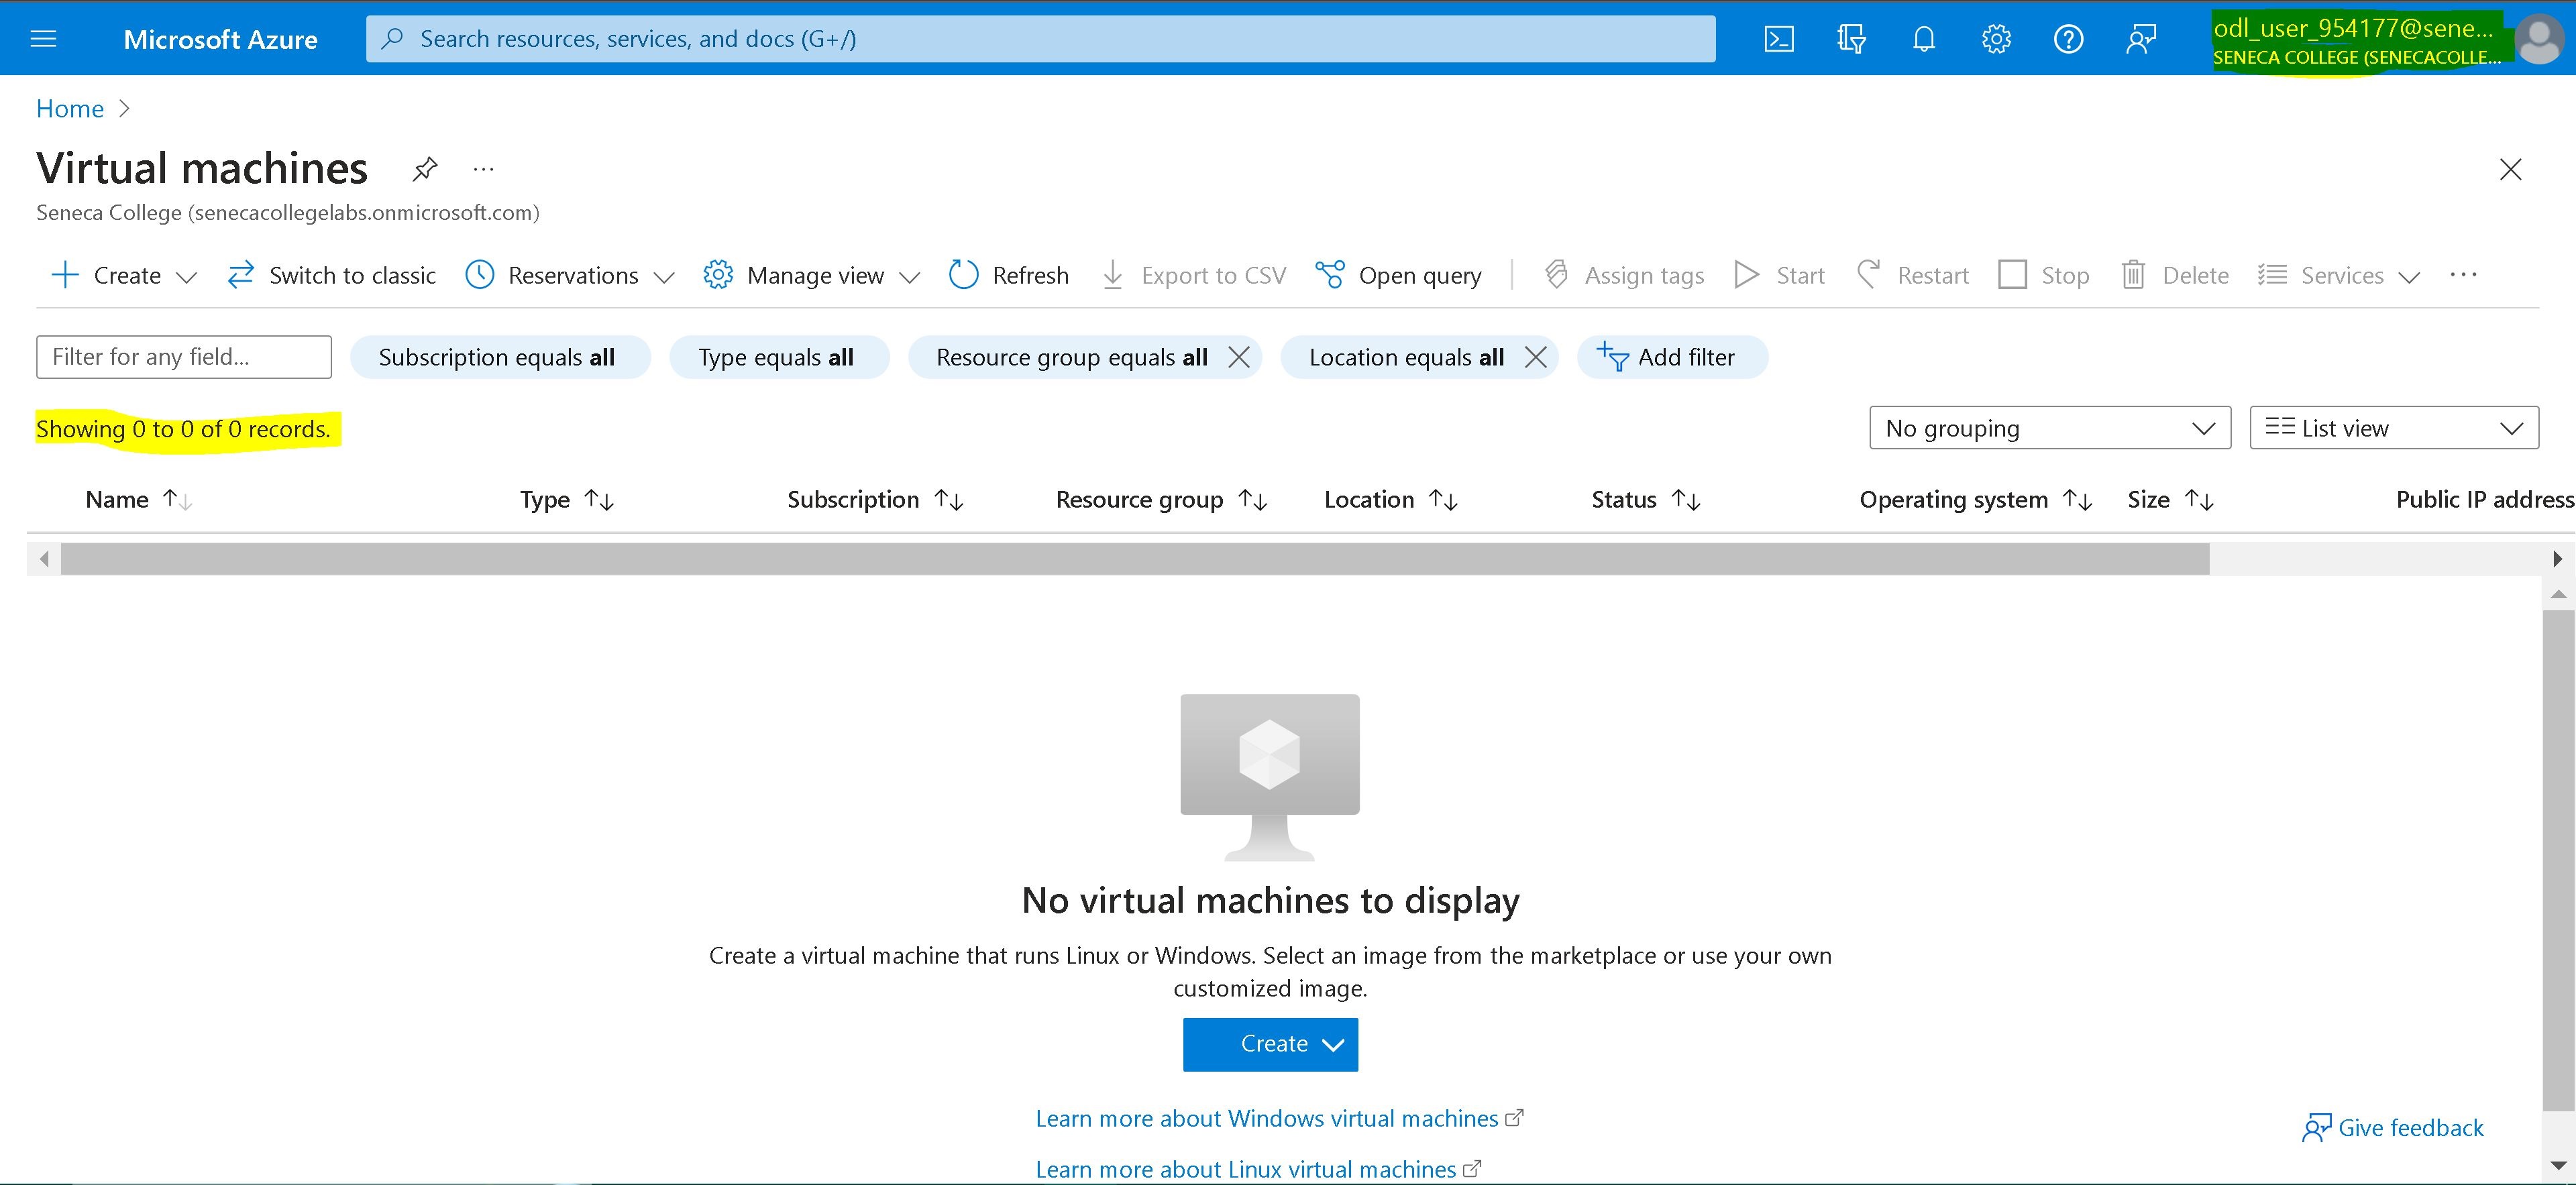 Microsoft Azure
Search resources, services, and docs (G+/)
odl_user_954177@sene...
SENECA COLLEGE (SENECACOLLE...
Home
Virtual machines
...
Seneca College (senecacollegelabs.onmicrosoft.com)
Create Switch to classic Reservations Manage view Refresh Export to CSV Open query Assign tags Start Restart Stop Delete Services ...
Filter for any field... Subscription equals all Type equals all Resource group equals all Location equals all Add filter
Showing 0 to 0 of 0 records. No grouping List view
Name Type Subscription Resource group Location Status Operating system Size Public IP address
No virtual machines to display
Create a virtual machine that runs Linux or Windows. Select an image from the marketplace or use your own
customized image.
Create
Learn more about Windows virtual machines
Give feedback
Learn more about Linux virtual machines